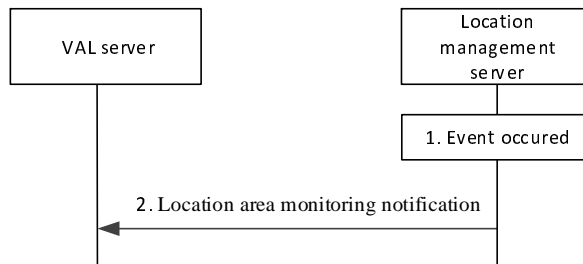 VAL server
Location
management
server
1. Event occured
2. Location area monitoring notification